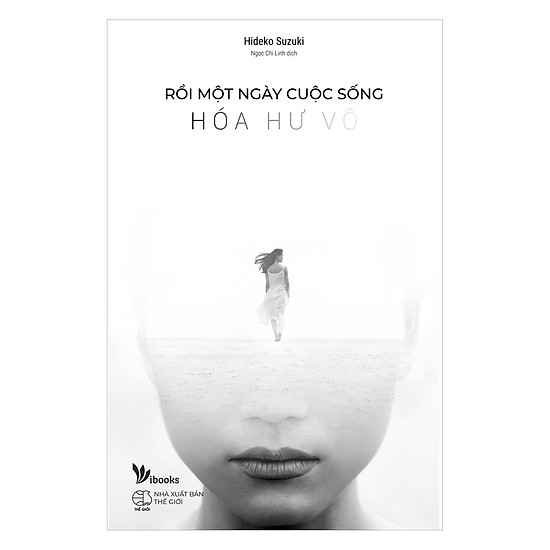 Hideko Suzuki
Ngọc Chi Linh dịch
RỒI MỘT NGÀY CUỘC SỐNG
HÓA HƯ VÔ
ibooks
NHÀ XUẤT BẢN
THẾ GIỚI
THẾ GIỚI